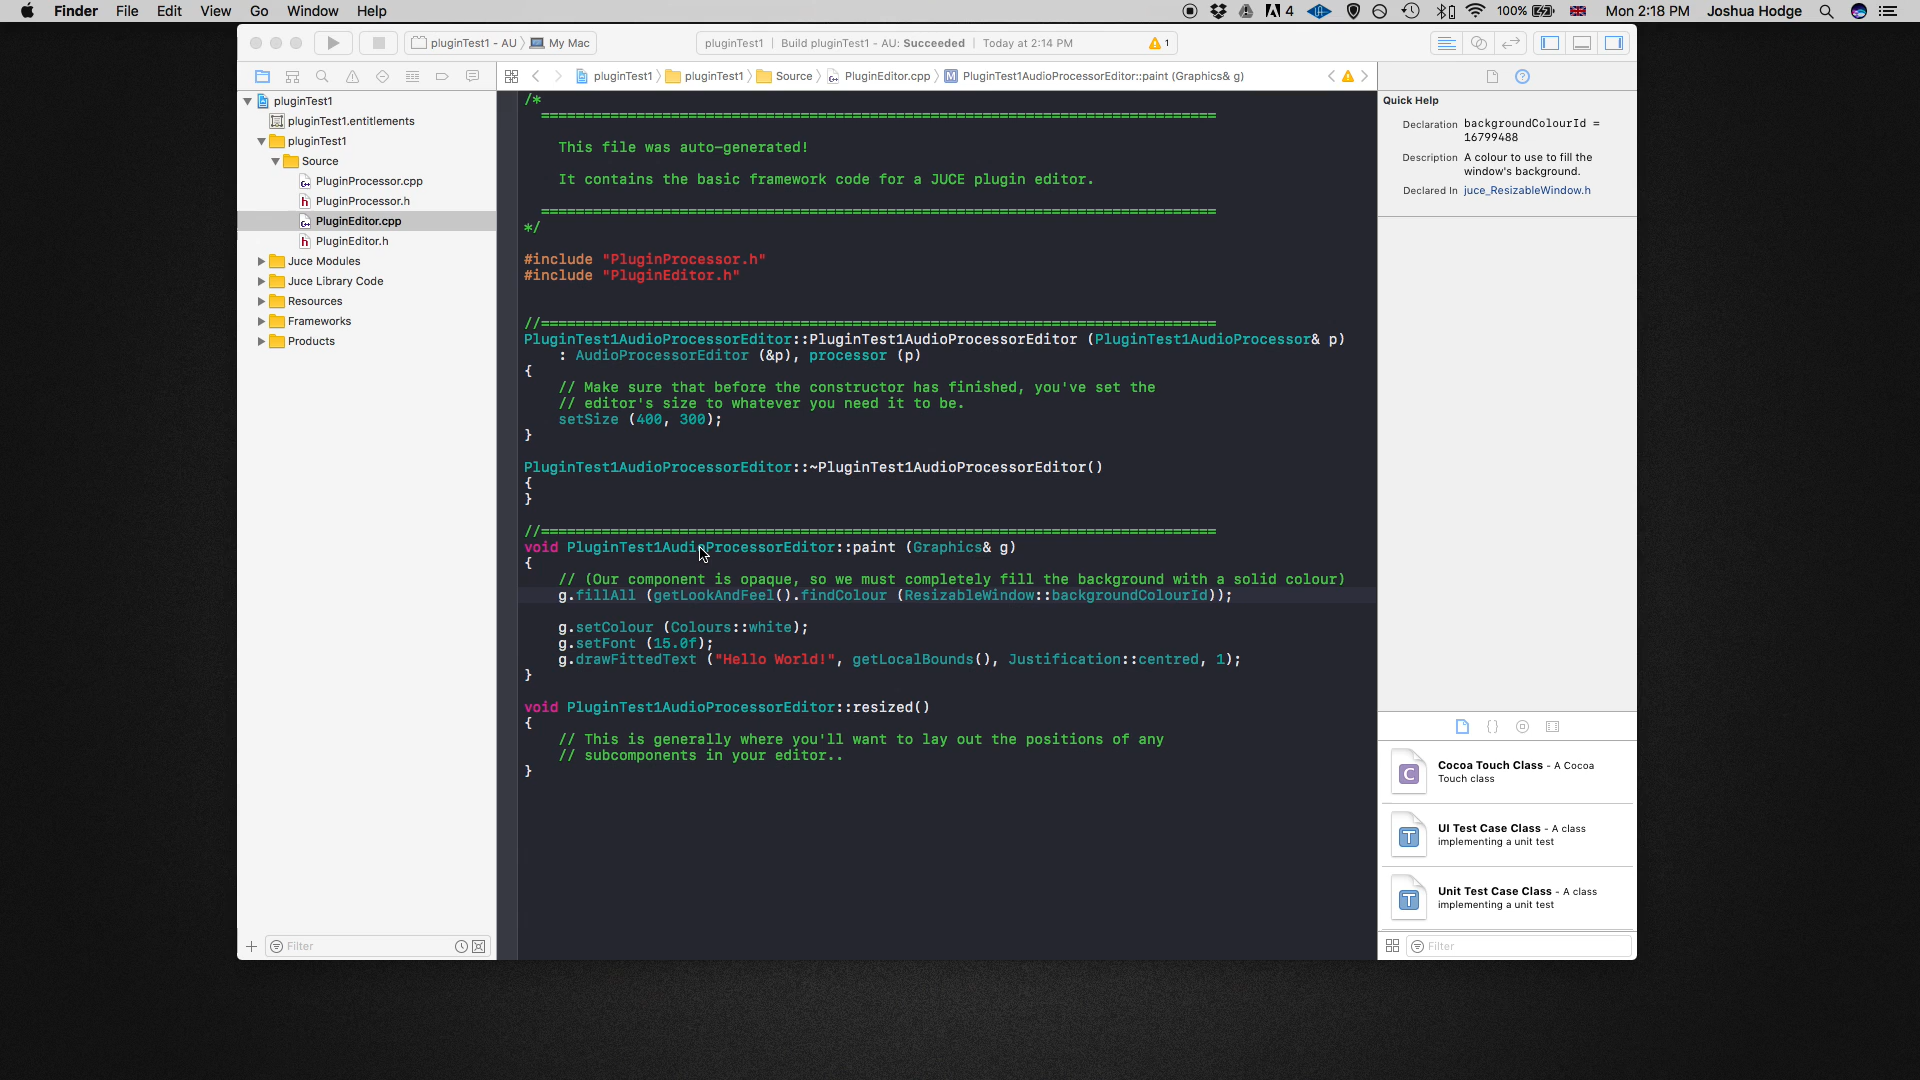 Finder File Edit View Go Window Help
4 100% Mon 2:18 PM Joshua Hodge
pluginTest1 - AU My Mac
pluginTest1 | Build pluginTest1 - AU: Succeeded | Today at 2:14 PM 1
pluginTest1 pluginTest1 Source PluginEditor.cpp M PluginTest1AudioProcessorEditor::paint (Graphics& g)
pluginTest1
pluginTest1.entitlements
pluginTest1
Source
PluginProcessor.cpp
h PluginProcessor.h
PluginEditor.cpp
h PluginEditor.h
Juce Modules
Juce Library Code
Resources
Frameworks
Products
Filter
/*
==============================================================================
This file was auto-generated!
It contains the basic framework code for a JUCE plugin editor.
==============================================================================
*/
#include "PluginProcessor.h"
#include "PluginEditor.h"
//==============================================================================
PluginTest1AudioProcessorEditor::PluginTest1AudioProcessorEditor (PluginTest1AudioProcessor& p)
: AudioProcessorEditor (&p), processor (p)
{
// Make sure that before the constructor has finished, you've set the
// editor's size to whatever you need it to be.
setSize (400, 300);
}
PluginTest1AudioProcessorEditor::~PluginTest1AudioProcessorEditor()
{
}
//==============================================================================
void PluginTest1AudioProcessorEditor::paint (Graphics& g)
{
// (Our component is opaque, so we must completely fill the background with a solid colour)
g.fillAll (getLookAndFeel().findColour (ResizableWindow::backgroundColourId));
g.setColour (Colours::white);
g.setFont (15.0f);
g.drawFittedText ("Hello World!", getLocalBounds(), Justification::centred, 1);
}
void PluginTest1AudioProcessorEditor::resized()
{
// This is generally where you'll want to lay out the positions of any
// subcomponents in your editor..
}
Quick Help
Declaration backgroundColourId =
16799488
Description A colour to use to fill the
window's background.
Declared In juce_ResizableWindow.h
{ }
C
Cocoa Touch Class - A Cocoa
Touch class
T
UI Test Case Class - A class
implementing a unit test
T
Unit Test Case Class - A class
implementing a unit test
Filter